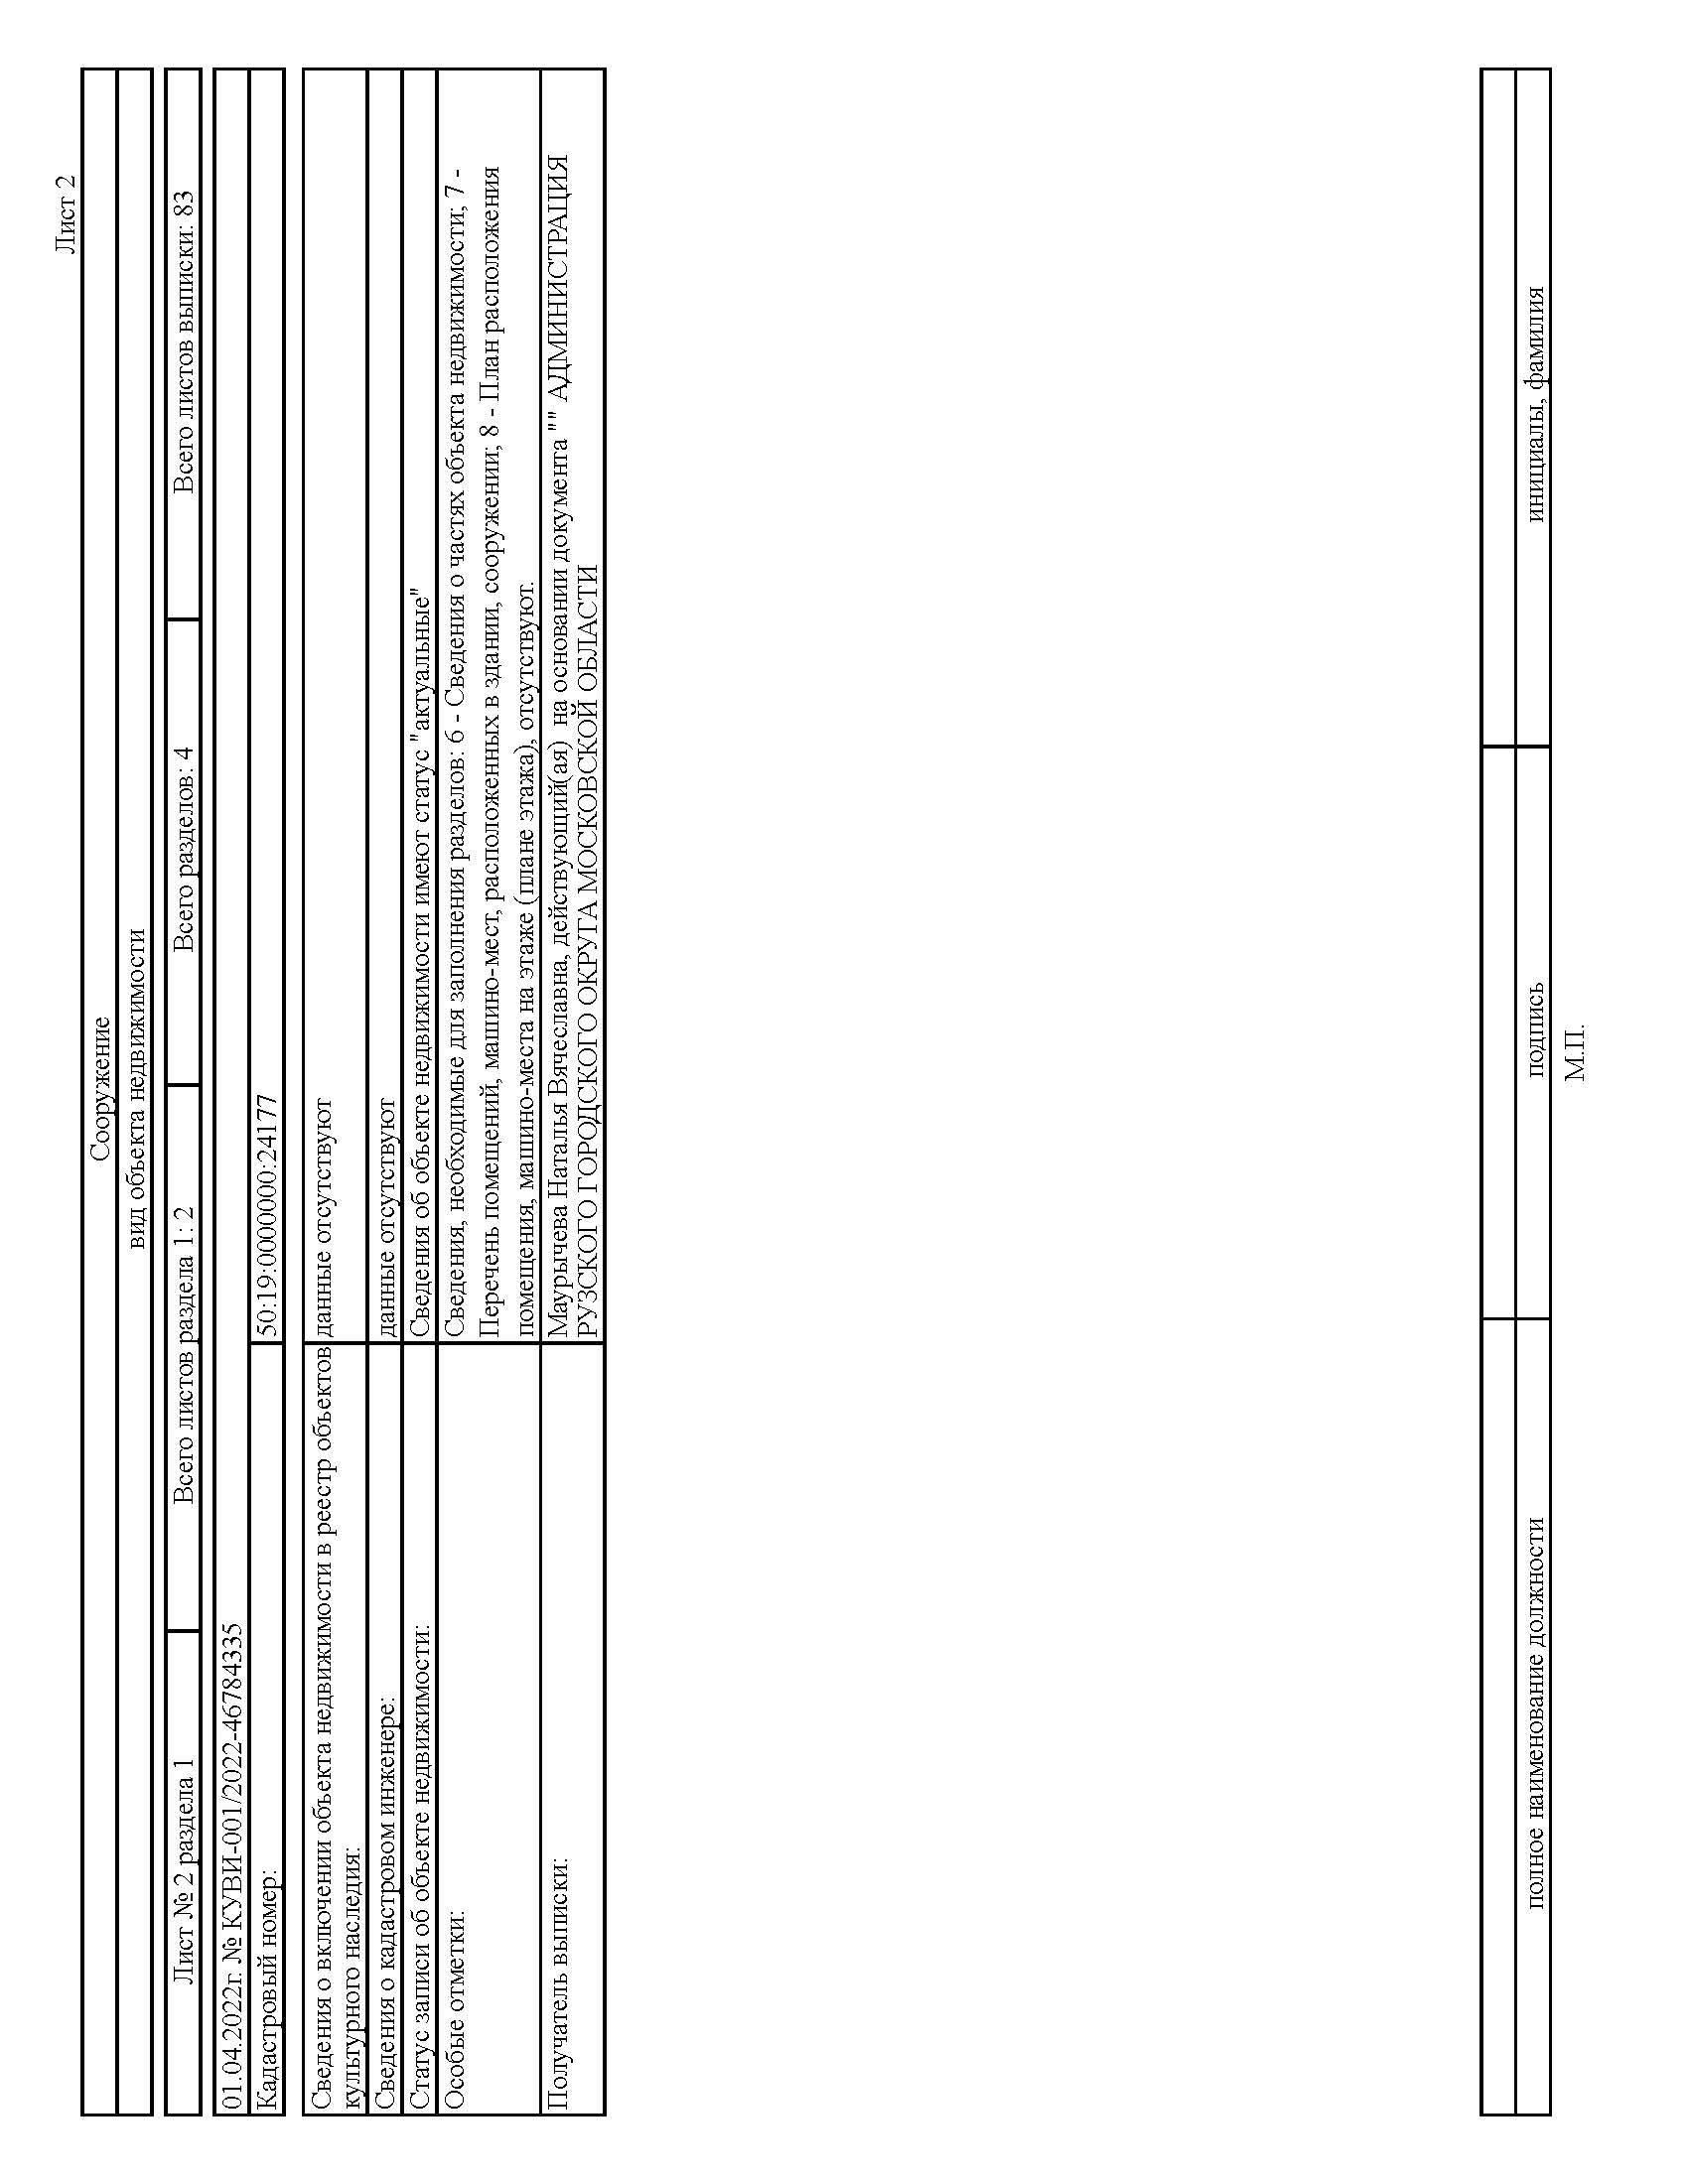 Лист 2
Сооружение
вид объекта недвижимости
Лист № 2 раздела 1
Всего листов раздела 1: 2
Всего разделов: 4
Всего листов выписки: 83
01.04.2022г. № КУВИ-001/2022-46784335
Кадастровый номер:
50:19:0000000:24177
Сведения о включении объекта недвижимости в реестр объектов
культурного наследия:
данные отсутствуют
Сведения о кадастровом инженере:
данные отсутствуют
Статус записи об объекте недвижимости:
Сведения об объекте недвижимости имеют статус "актуальные"
Особые отметки:
Сведения, необходимые для заполнения разделов: 6 - Сведения о частях объекта недвижимости; 7 -
Перечень помещений, машино-мест, расположенных в здании, сооружении; 8 - План расположения
помещения, машино-места на этаже (плане этажа), отсутствуют.
Получатель выписки:
Маурычева Наталья Вячеславна, действующий(ая) на основании документа "" АДМИНИСТРАЦИЯ
РУЗСКОГО ГОРОДСКОГО ОКРУГА МОСКОВСКОЙ ОБЛАСТИ
полное наименование должности
подпись
инициалы, фамилия
М.П.